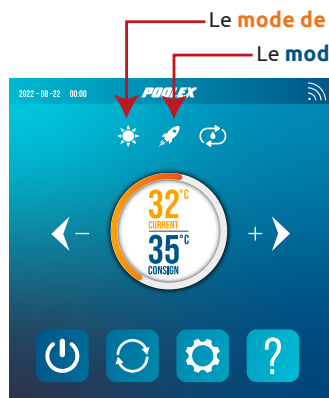 Le mode de
Le mod
2022-08-22 00:00 POOLEX
32°C
CURRENT
35°C
CONSIGN
- +
?